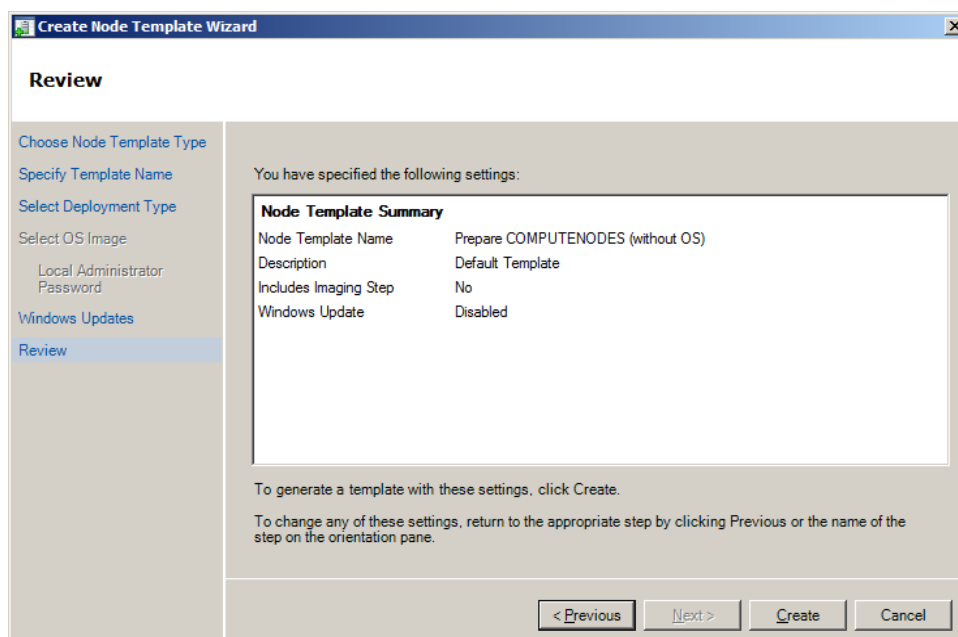 Create Node Template Wizard
Review
Choose Node Template Type
Specify Template Name
Select Deployment Type
Select OS Image
Local Administrator
Password
Windows Updates
Review
You have specified the following settings:
Node Template Summary
Node Template Name Prepare COMPUTENODES (without OS)
Description Default Template
Includes Imaging Step No
Windows Update Disabled
To generate a template with these settings, click Create.
To change any of these settings, return to the appropriate step by clicking Previous or the name of the
step on the orientation pane.
< Previous Next > Create Cancel